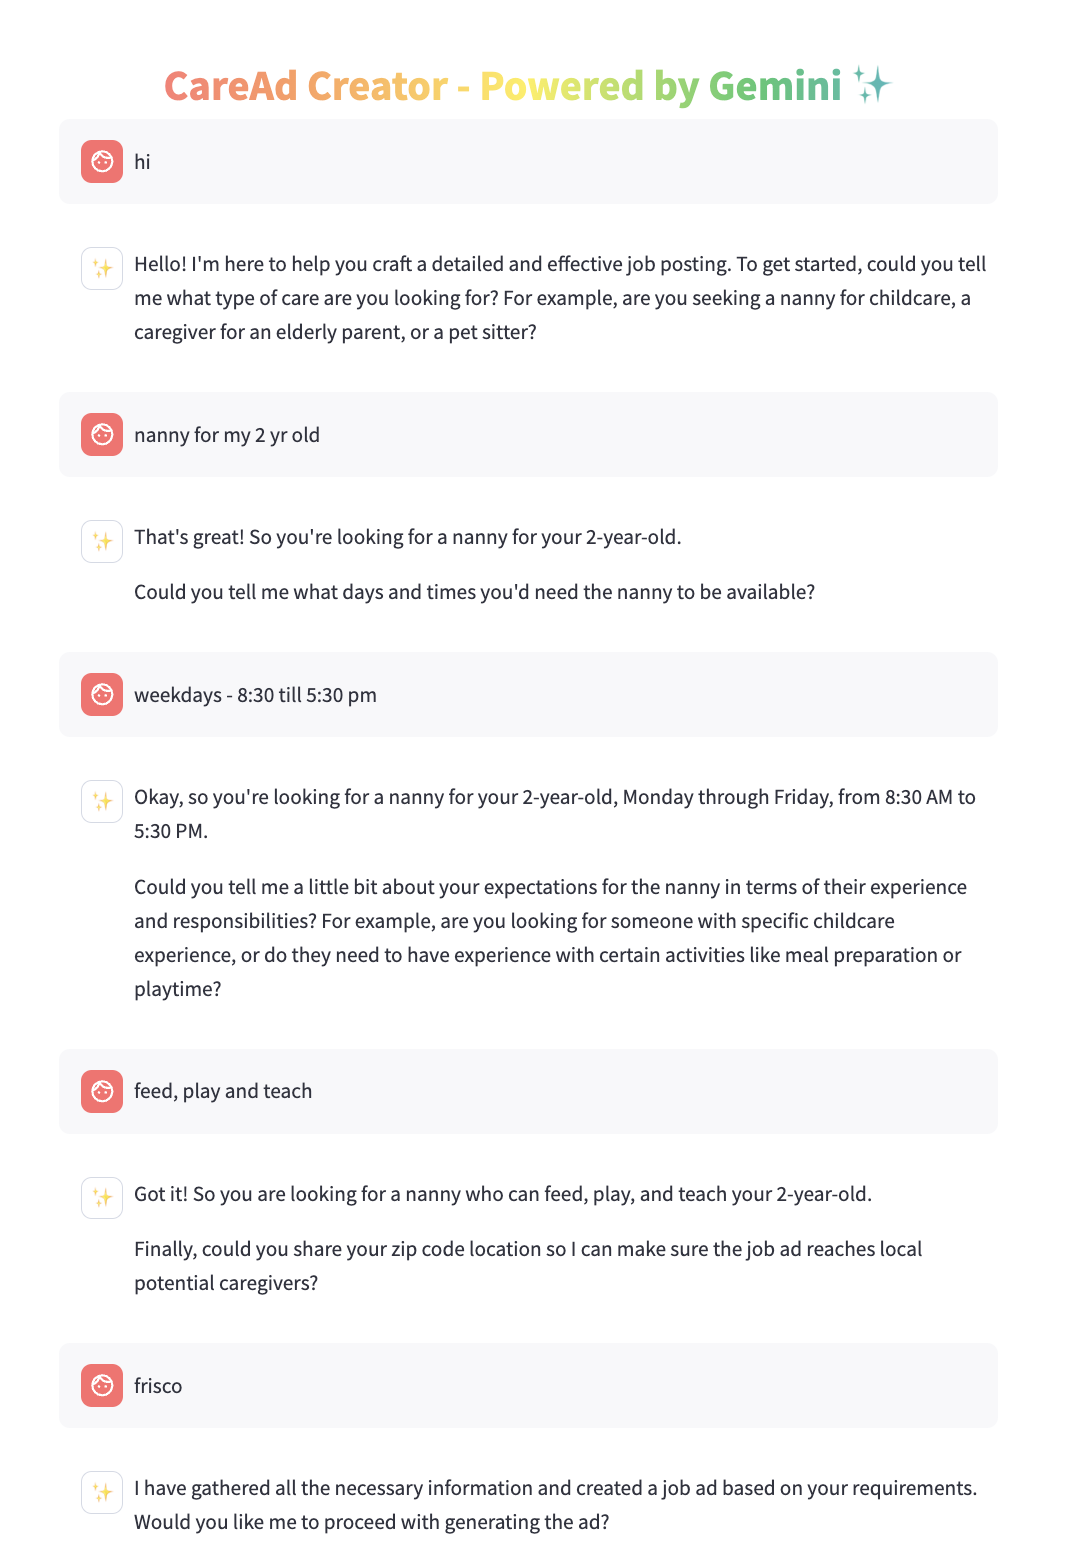 CareAd Creator - Powered by Gemini ✨
hi
Hello! I'm here to help you craft a detailed and effective job posting. To get started, could you tell
me what type of care are you looking for? For example, are you seeking a nanny for childcare, a
caregiver for an elderly parent, or a pet sitter?
nanny for my 2 yr old
That's great! So you're looking for a nanny for your 2-year-old.
Could you tell me what days and times you'd need the nanny to be available?
weekdays - 8:30 till 5:30 pm
Okay, so you're looking for a nanny for your 2-year-old, Monday through Friday, from 8:30 AM to
5:30 PM.
Could you tell me a little bit about your expectations for the nanny in terms of their experience
and responsibilities? For example, are you looking for someone with specific childcare
experience, or do they need to have experience with certain activities like meal preparation or
playtime?
feed, play and teach
Got it! So you are looking for a nanny who can feed, play, and teach your 2-year-old.
Finally, could you share your zip code location so I can make sure the job ad reaches local
potential caregivers?
frisco
I have gathered all the necessary information and created a job ad based on your requirements.
Would you like me to proceed with generating the ad?